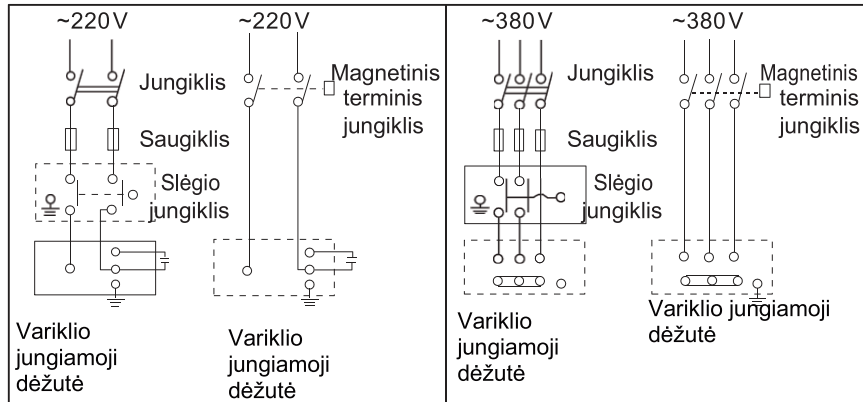 ~220V
~220V
Jungiklis
Magnetinis
terminis
jungiklis
Saugiklis
Slėgio
jungiklis
Variklio
jungiamoji
dėžutė
Variklio
jungiamoji
dėžutė
~380V
~380V
Jungiklis
Magnetinis
terminis
jungiklis
Saugiklis
Slėgio
jungiklis
Variklio
jungiamoji
dėžutė
Variklio jungiamoji
dėžutė